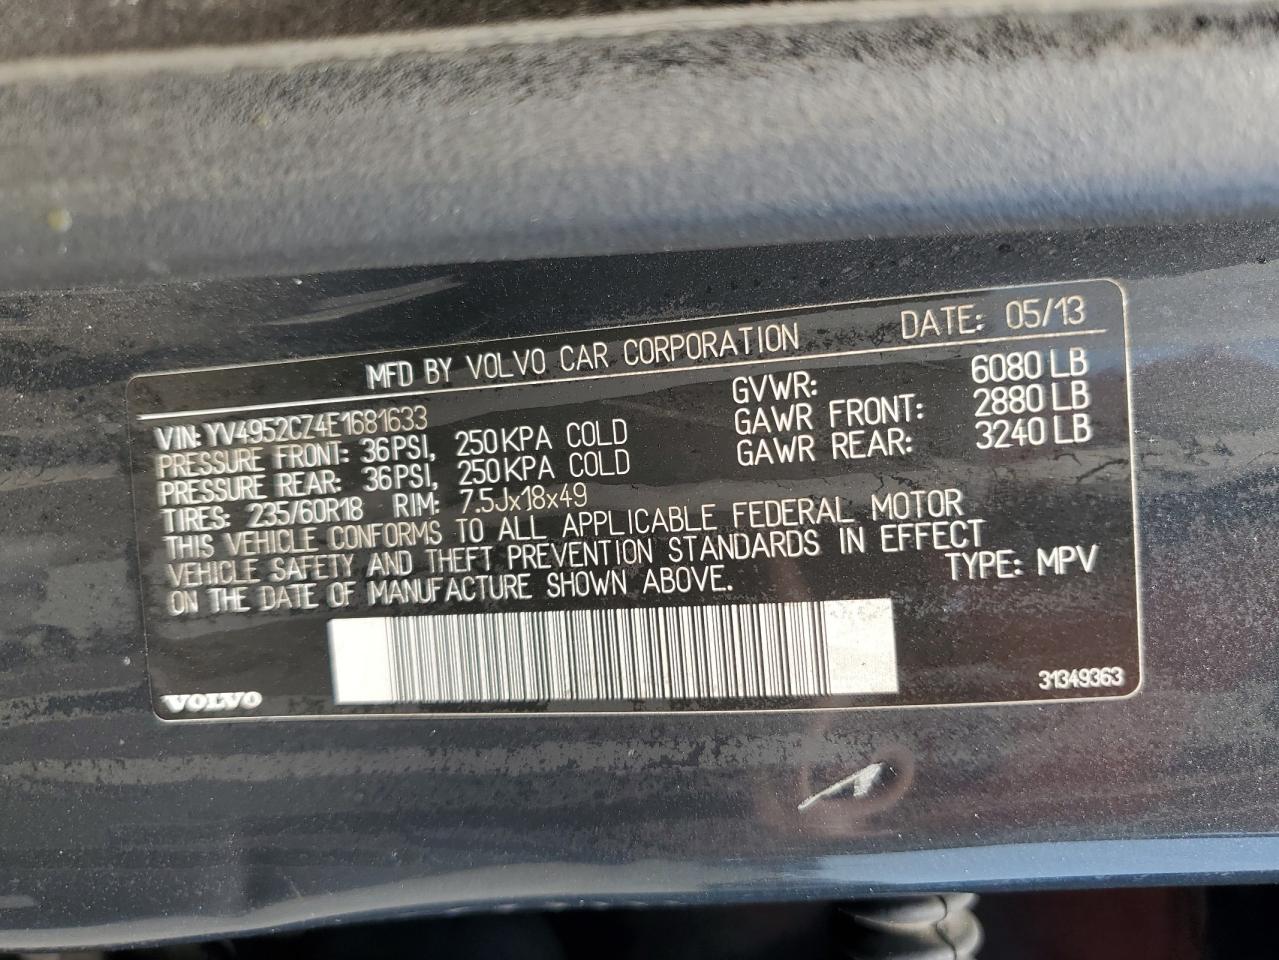 MFD BY VOLVO CAR CORPORATION DATE: 05/13
VIN: YV4952CZ4E1681633 GVWR: 6080 LB
PRESSURE FRONT: 36PSI, 250KPA COLD GAWR FRONT: 2880 LB
PRESSURE REAR: 36PSI, 250KPA COLD GAWR REAR: 3240 LB
TIRES: 235/60R18 RIM: 7.5Jx18x49
THIS VEHICLE CONFORMS TO ALL APPLICABLE FEDERAL MOTOR
VEHICLE SAFETY AND THEFT PREVENTION STANDARDS IN EFFECT
ON THE DATE OF MANUFACTURE SHOWN ABOVE. TYPE: MPV
VOLVO 31349363